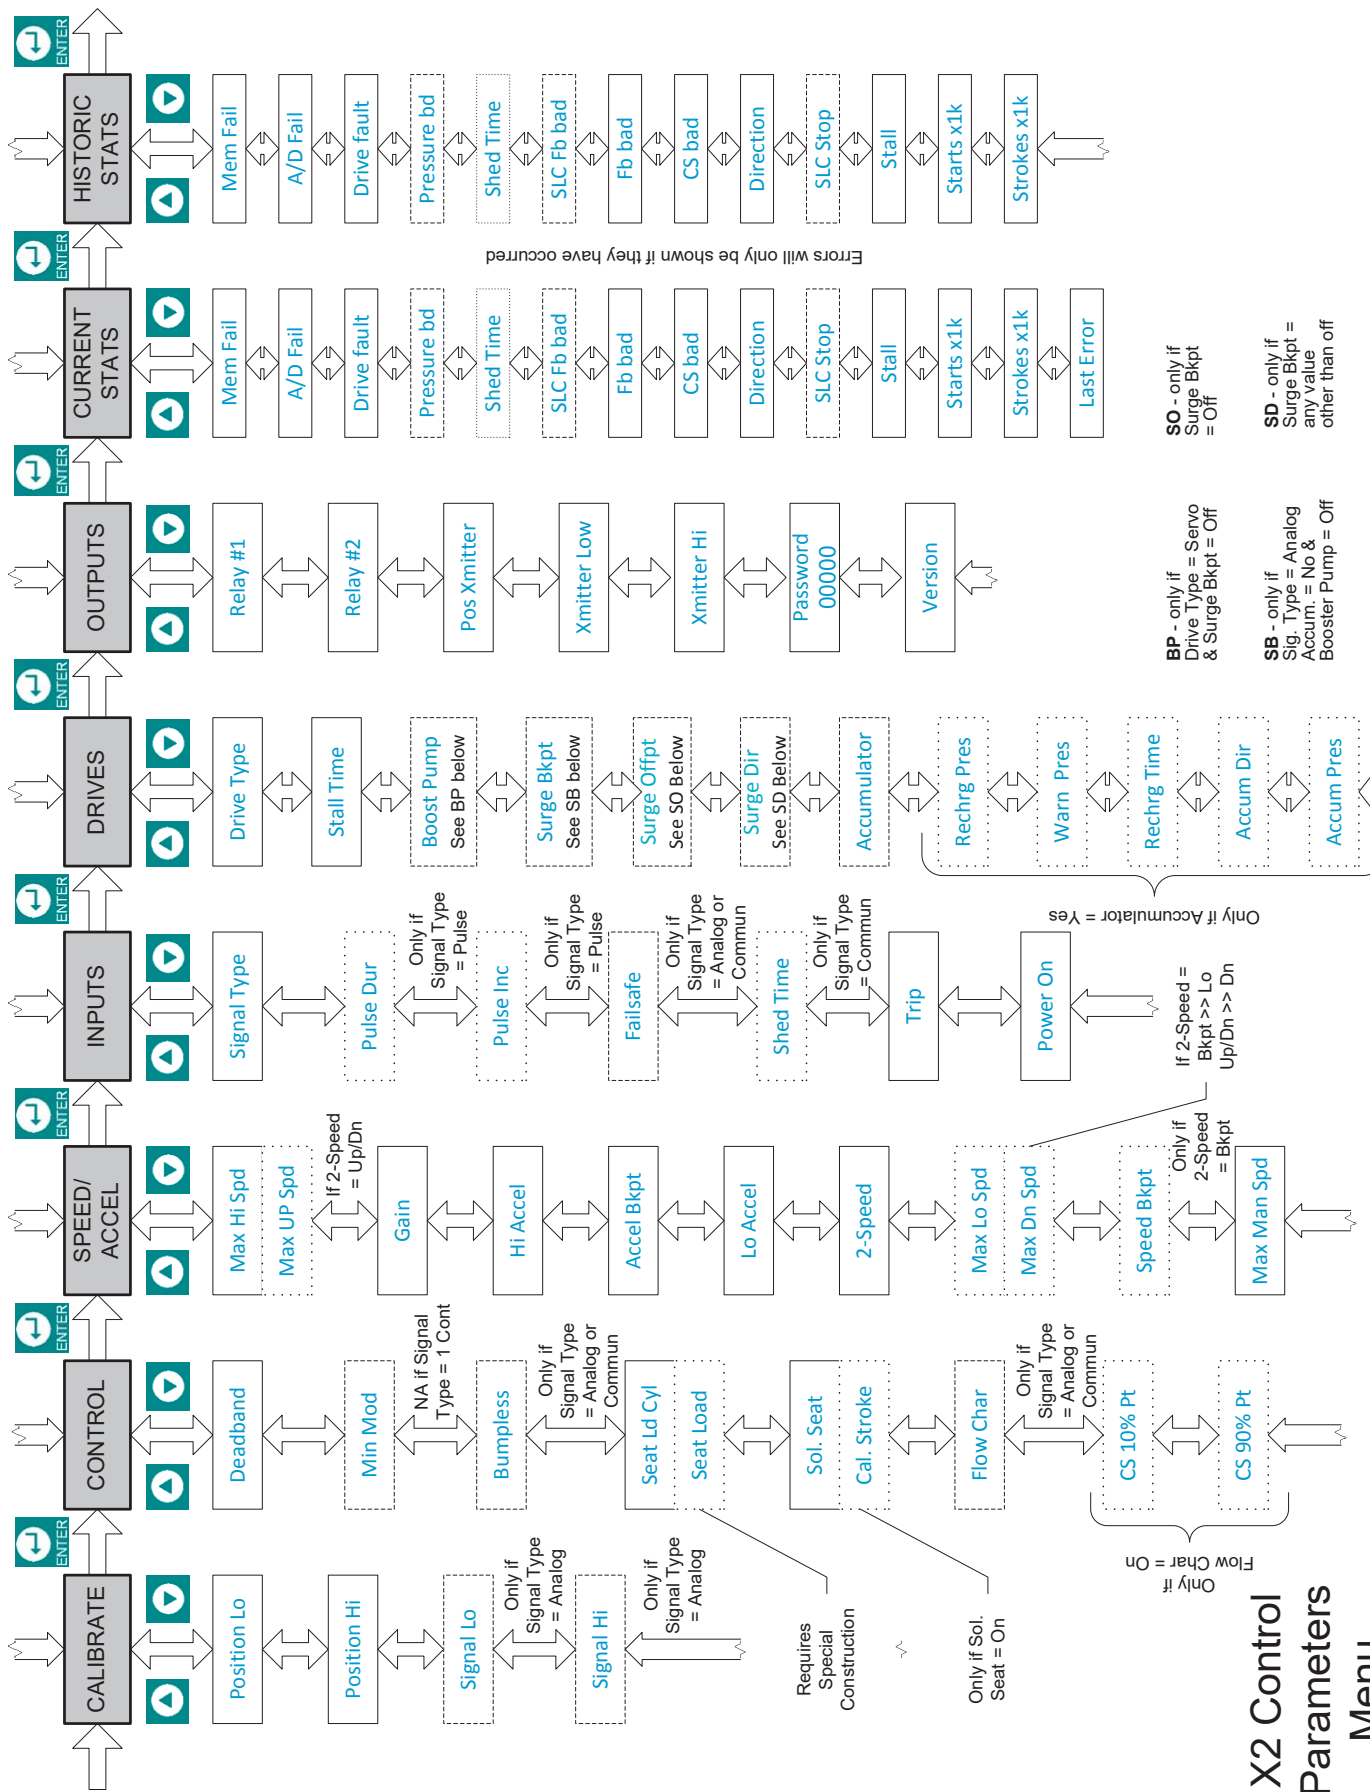 X2 Control
Parameters
Menu
CALIBRATE
ENTER
Position Lo
Position Hi
Signal Lo
Only if
Signal Type
= Analog
Signal Hi
Only if
Signal Type
= Analog
CONTROL
ENTER
Deadband
Min Mod
NA if Signal
Type = 1 Cont
Bumpless
Only if
Signal Type
= Analog or
Commun
Seat Ld Cyl
Seat Load
Requires
Special
Construction
Sol. Seat
Cal. Stroke
Only if Sol.
Seat = On
Flow Char
Only if
Signal Type
= Analog or
Commun
CS 10% Pt
CS 90% Pt
Only if
Flow Char = On
SPEED/
ACCEL
ENTER
Max Hi Spd
Max UP Spd
If 2-Speed
= Up/Dn
Gain
Hi Accel
Accel Bkpt
Lo Accel
2-Speed
Max Lo Spd
Max Dn Spd
If 2-Speed =
Bkpt >> Lo
Up/Dn >> Dn
Speed Bkpt
Only if
2-Speed
= Bkpt
Max Man Spd
INPUTS
ENTER
Signal Type
Pulse Dur
Only if
Signal Type
= Pulse
Pulse Inc
Only if
Signal Type
= Pulse
Failsafe
Only if
Signal Type
= Analog or
Commun
Shed Time
Only if
Signal Type
= Commun
Trip
Power On
DRIVES
ENTER
Drive Type
Stall Time
Boost Pump
See BP below
Surge Bkpt
See SB below
Surge Offpt
See SO Below
Surge Dir
See SD Below
Accumulator
Rechrg Pres
Warn Pres
Rechrg Time
Accum Dir
Accum Pres
Only if Accumulator = Yes
OUTPUTS
ENTER
Relay #1
Relay #2
Pos Xmitter
Xmitter Low
Xmitter Hi
Password
00000
Version
BP - only if
Drive Type = Servo
& Surge Bkpt = Off
SB - only if
Sig. Type = Analog
Accum. = No &
Booster Pump = Off
CURRENT
STATS
ENTER
Mem Fail
A/D Fail
Drive fault
Pressure bd
Shed Time
SLC Fb bad
Fb bad
CS bad
Direction
SLC Stop
Stall
Starts x1k
Strokes x1k
Last Error
SO - only if
Surge Bkpt
= Off
SD - only if
Surge Bkpt =
any value
other than off
Errors will only be shown if they have occurred
HISTORIC
STATS
ENTER
Mem Fail
A/D Fail
Drive fault
Pressure bd
Shed Time
SLC Fb bad
Fb bad
CS bad
Direction
SLC Stop
Stall
Starts x1k
Strokes x1k